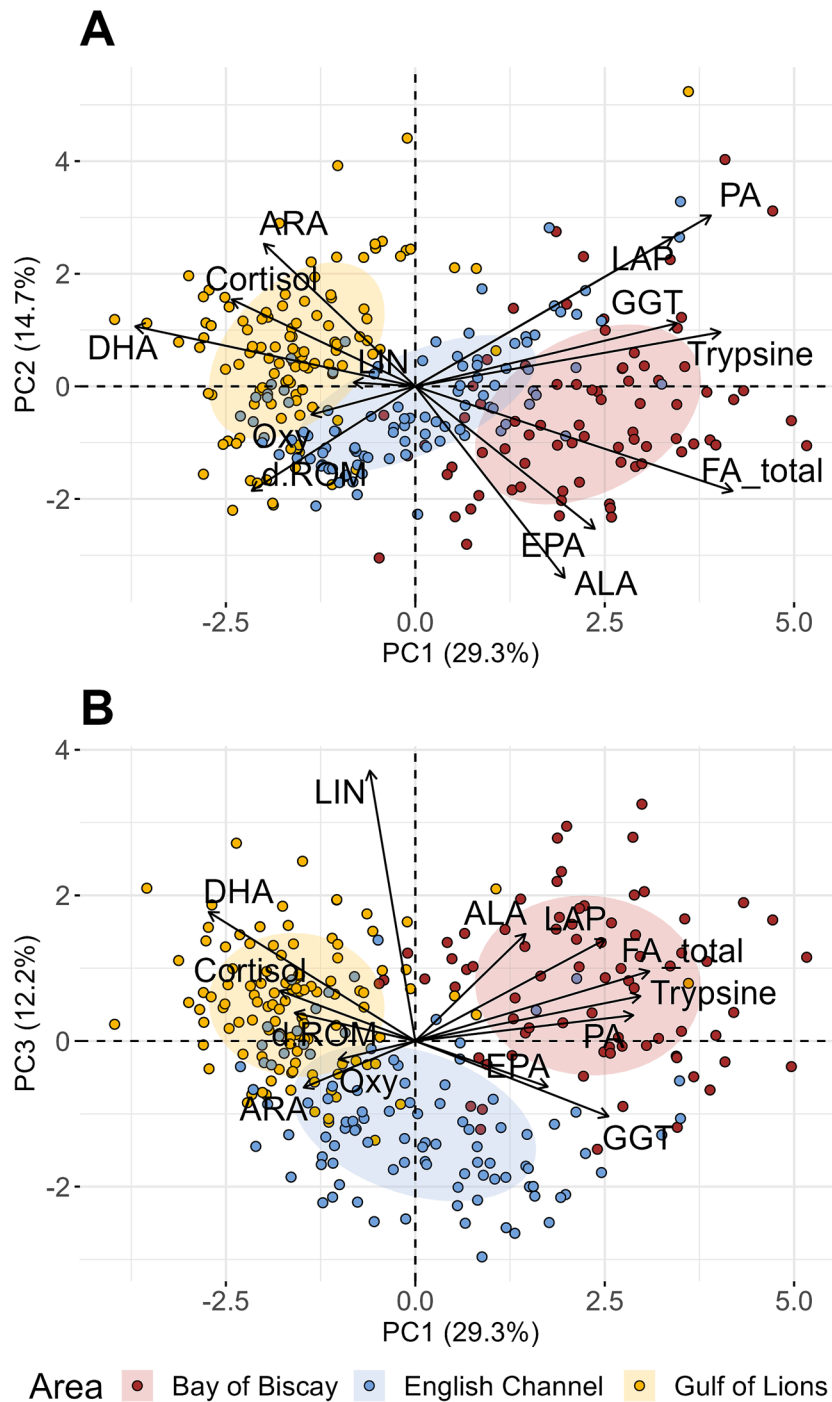 A
PC2 (14.7%)
4
2
0
-2
PA
ARA
LAP
Cortisol
GGT
DHA
LIN
Trypsine
Oxy
d.ROM
FA_total
EPA
ALA
-2.5 0.0 2.5 5.0
PC1 (29.3%)
B
PC3 (12.2%)
4
2
0
-2
LIN
DHA
ALA LAP
FA_total
Cortisol
Trypsine
d.ROM
PA
EPA
Oxy
ARA
GGT
-2.5 0.0 2.5 5.0
PC1 (29.3%)
Area Bay of Biscay English Channel Gulf of Lions